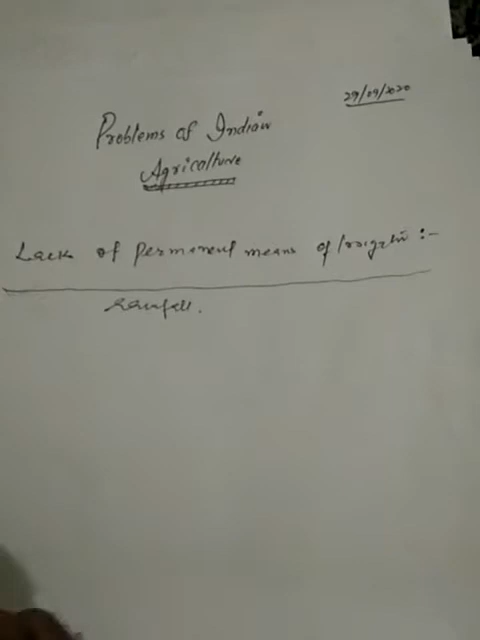 29/09/2020
Problems of Indian
Agriculture
Lack of permanent means of Irrigation :-
rainfall.